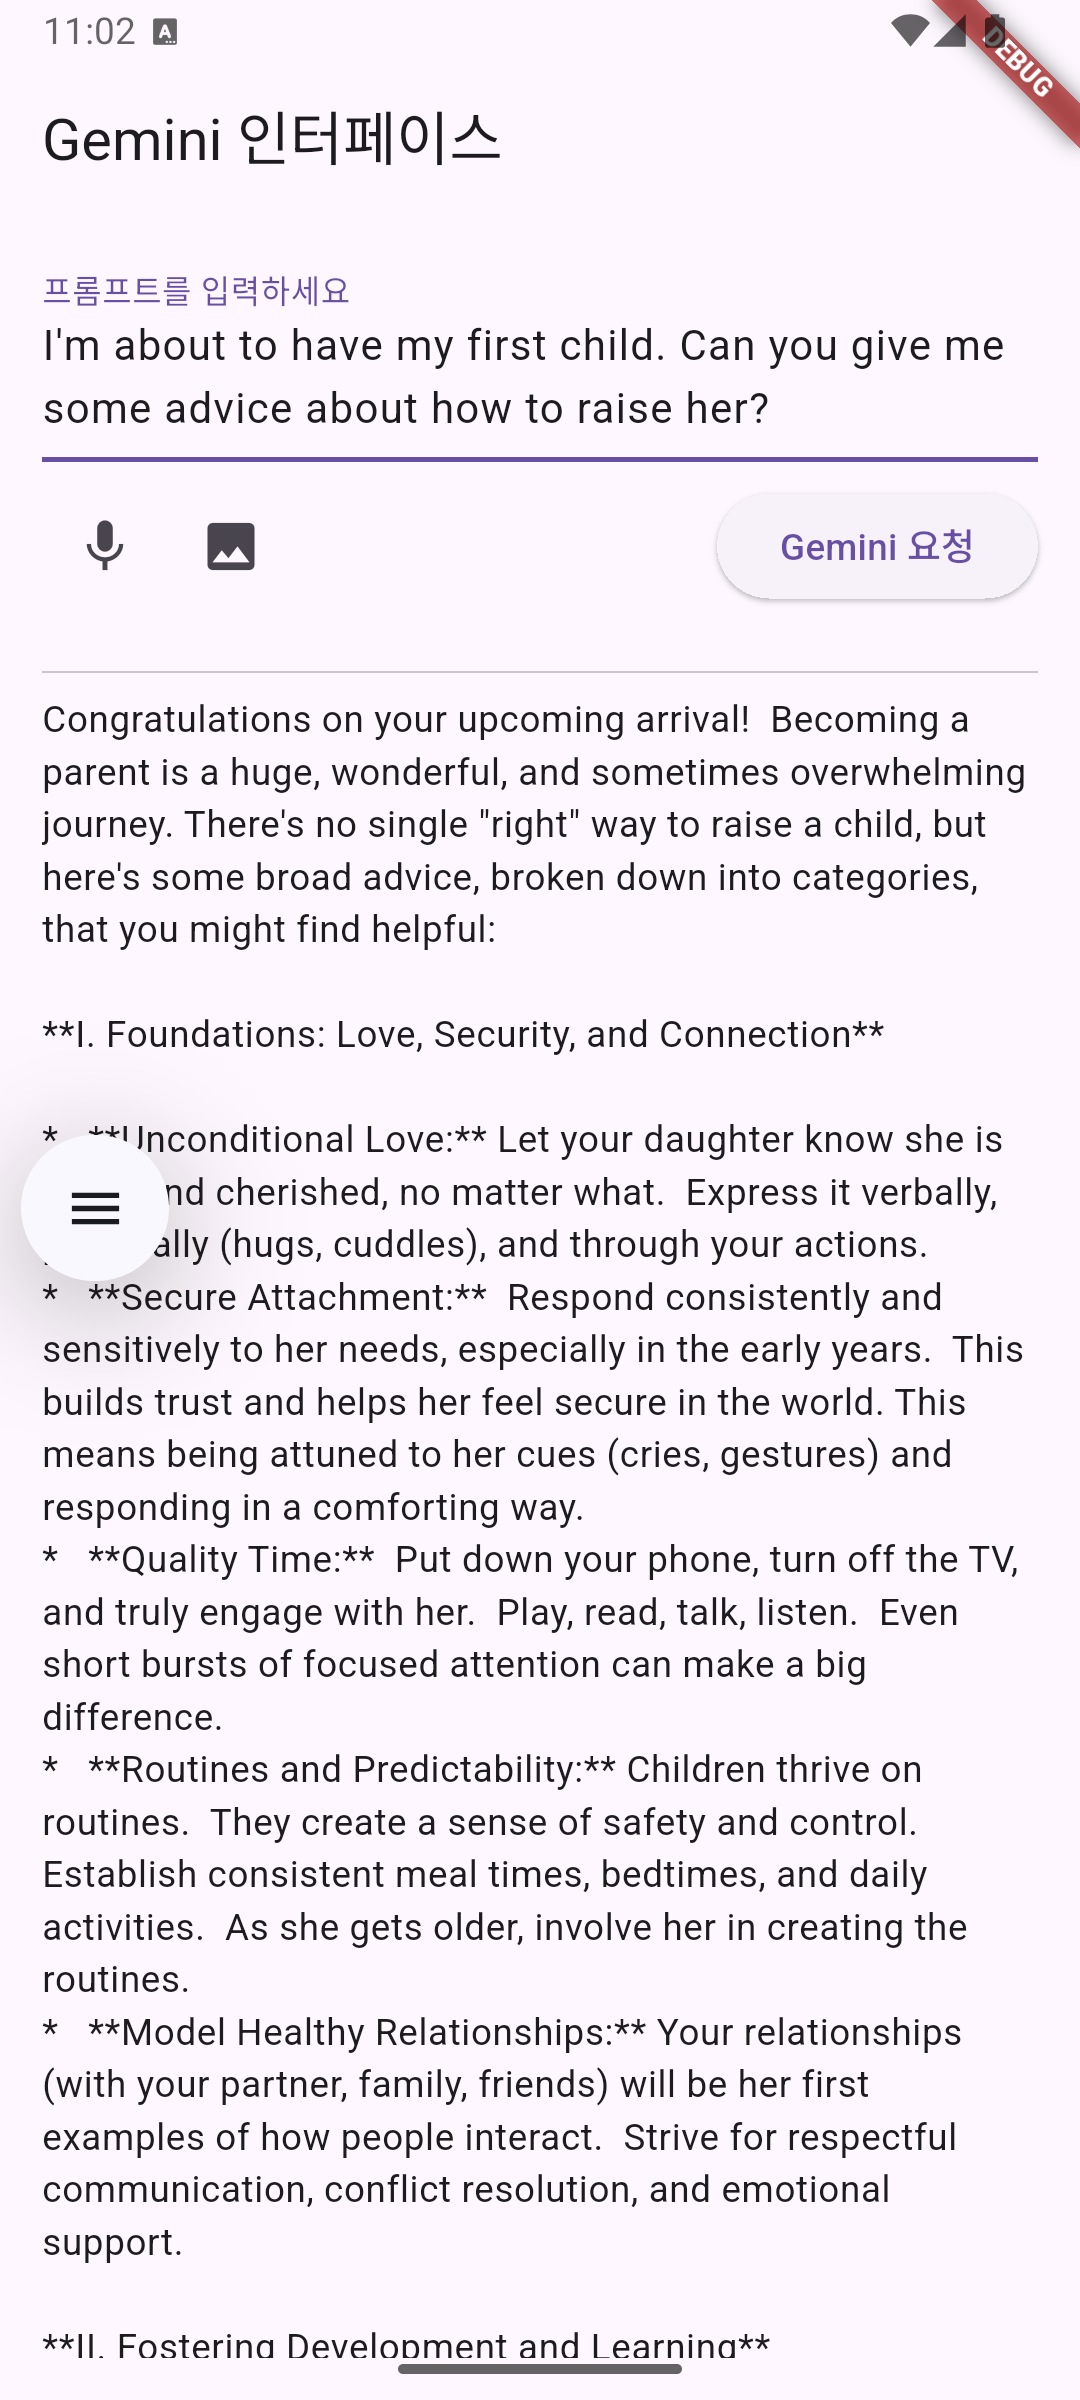 11:02
DEBUG
Gemini 인터페이스
프롬프트를 입력하세요
I'm about to have my first child. Can you give me
some advice about how to raise her?
Gemini 요청
Congratulations on your upcoming arrival!  Becoming a
parent is a huge, wonderful, and sometimes overwhelming
journey. There's no single "right" way to raise a child, but
here's some broad advice, broken down into categories,
that you might find helpful:
**I. Foundations: Love, Security, and Connection**
*   **Unconditional Love:** Let your daughter know she is
cherished, no matter what.  Express it verbally,
(hugs, cuddles), and through your actions.
*   **Secure Attachment:**  Respond consistently and
sensitively to her needs, especially in the early years.  This
builds trust and helps her feel secure in the world. This
means being attuned to her cues (cries, gestures) and
responding in a comforting way.
*   **Quality Time:**  Put down your phone, turn off the TV,
and truly engage with her.  Play, read, talk, listen.  Even
short bursts of focused attention can make a big
difference.
*   **Routines and Predictability:** Children thrive on
routines.  They create a sense of safety and control.
Establish consistent meal times, bedtimes, and daily
activities.  As she gets older, involve her in creating the
routines.
*   **Model Healthy Relationships:** Your relationships
(with your partner, family, friends) will be her first
examples of how people interact.  Strive for respectful
communication, conflict resolution, and emotional
support.
**II. Fostering Development and Learning**